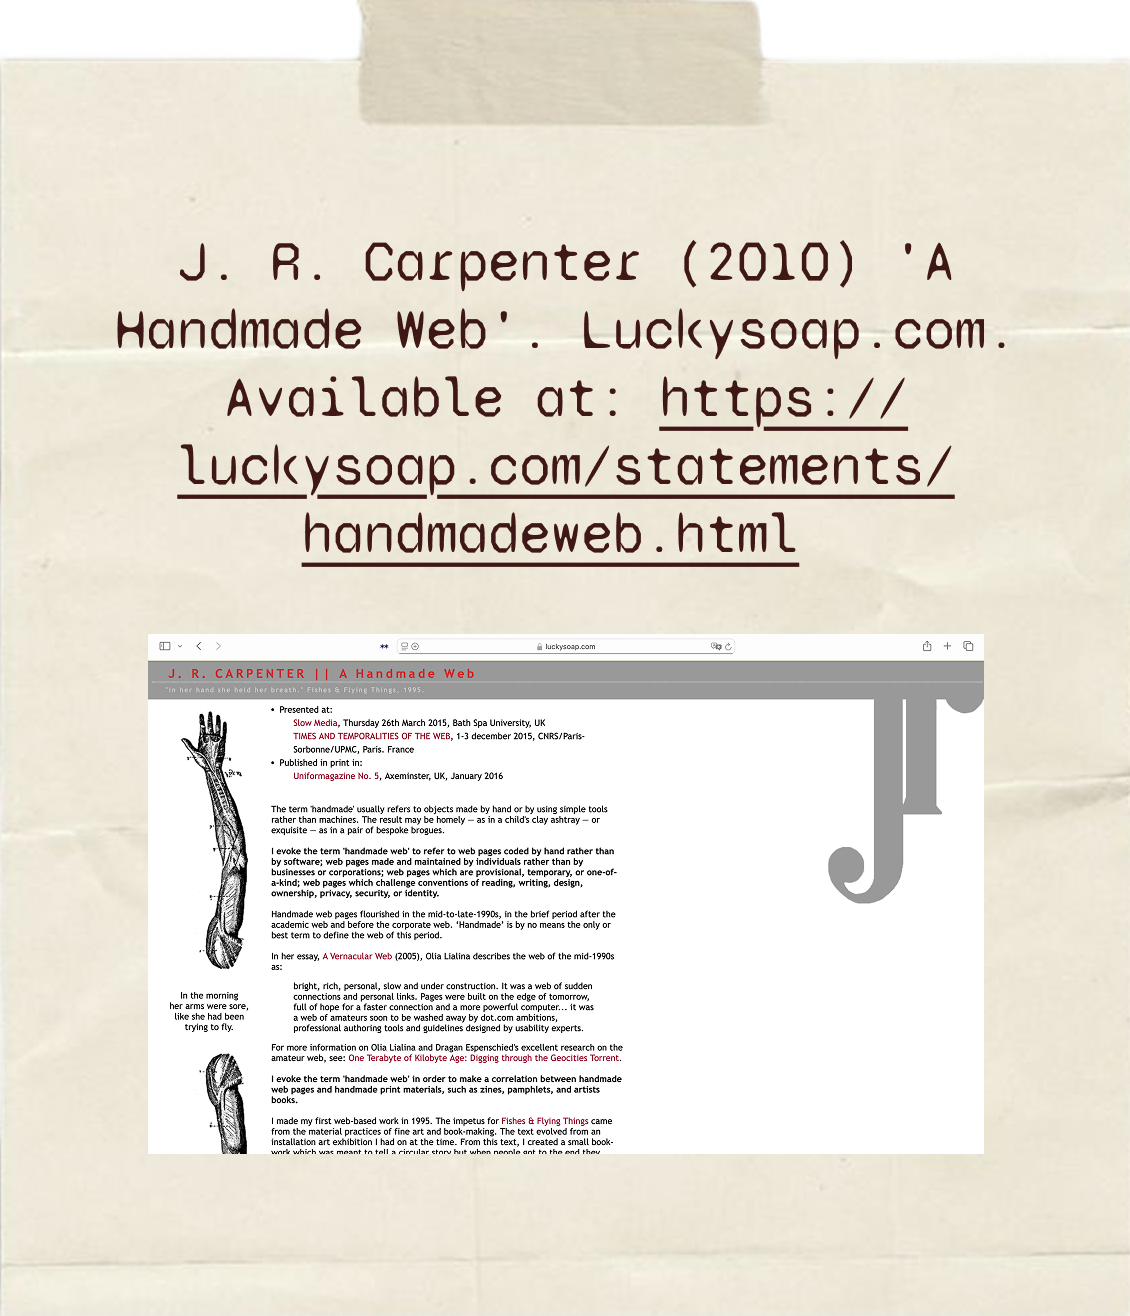 J. R. Carpenter (2010) 'A
Handmade Web'. Luckysoap.com.
Available at: https://
luckysoap.com/statements/
handmadeweb.html
luckysoap.com
J. R. CARPENTER || A Handmade Web
"In her hand she held her breath." Fishes & Flying Things, 1995.
• Presented at:
Slow Media, Thursday 26th March 2015, Bath Spa University, UK
TIMES AND TEMPORALITIES OF THE WEB, 1-3 december 2015, CNRS/Paris-
Sorbonne/UPMC, Paris. France
• Published in print in:
Uniformagazine No. 5, Axeminster, UK, January 2016
The term 'handmade' usually refers to objects made by hand or by using simple tools
rather than machines. The result may be homely — as in a child's clay ashtray — or
exquisite — as in a pair of bespoke brogues.
I evoke the term 'handmade web' to refer to web pages coded by hand rather than
by software; web pages made and maintained by individuals rather than by
businesses or corporations; web pages which are provisional, temporary, or one-of-
a-kind; web pages which challenge conventions of reading, writing, design,
ownership, privacy, security, or identity.
Handmade web pages flourished in the mid-to-late-1990s, in the brief period after the
academic web and before the corporate web. 'Handmade' is by no means the only or
best term to define the web of this period.
In her essay, A Vernacular Web (2005), Olia Lialina describes the web of the mid-1990s
as:
bright, rich, personal, slow and under construction. It was a web of sudden
connections and personal links. Pages were built on the edge of tomorrow,
full of hope for a faster connection and a more powerful computer... it was
a web of amateurs soon to be washed away by dot.com ambitions,
professional authoring tools and guidelines designed by usability experts.
For more information on Olia Lialina and Dragan Espenschied's excellent research on the
amateur web, see: One Terabyte of Kilobyte Age: Digging through the Geocities Torrent.
I evoke the term 'handmade web' in order to make a correlation between handmade
web pages and handmade print materials, such as zines, pamphlets, and artists
books.
I made my first web-based work in 1995. The impetus for Fishes & Flying Things came
from the material practices of fine art and book-making. The text evolved from an
installation art exhibition I had on at the time. From this text, I created a small book-
work which was meant to tell a circular story but when people got to the end they
In the morning
her arms were sore,
like she had been
trying to fly.